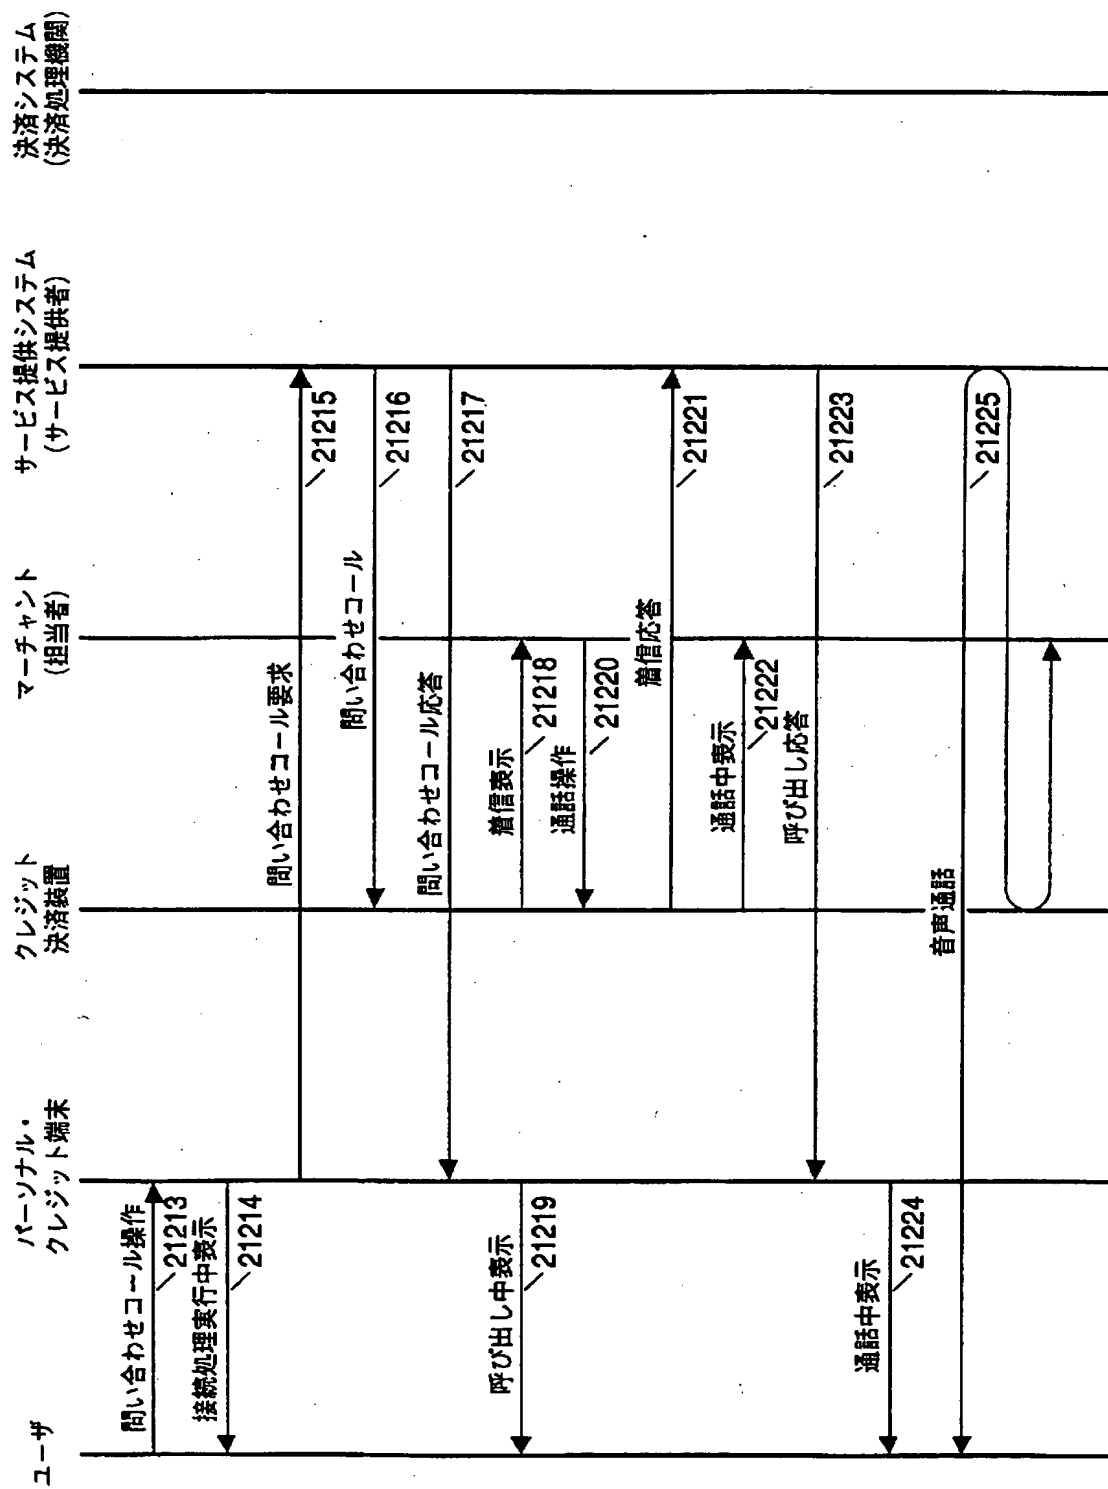 ユーザ
パーソナル・
クレジット端末
クレジット
決済装置
マーチャント
(担当者)
サービス提供システム
(サービス提供者)
決済システム
(決済処理機関)
問い合わせコール操作
21213
接続処理実行中表示
21214
問い合わせコール要求
21215
問い合わせコール
21216
問い合わせコール応答
21217
着信表示
21218
呼び出し中表示
21219
通話操作
21220
着信応答
21221
通話中表示
21222
呼び出し応答
21223
通話中表示
21224
音声通話
21225